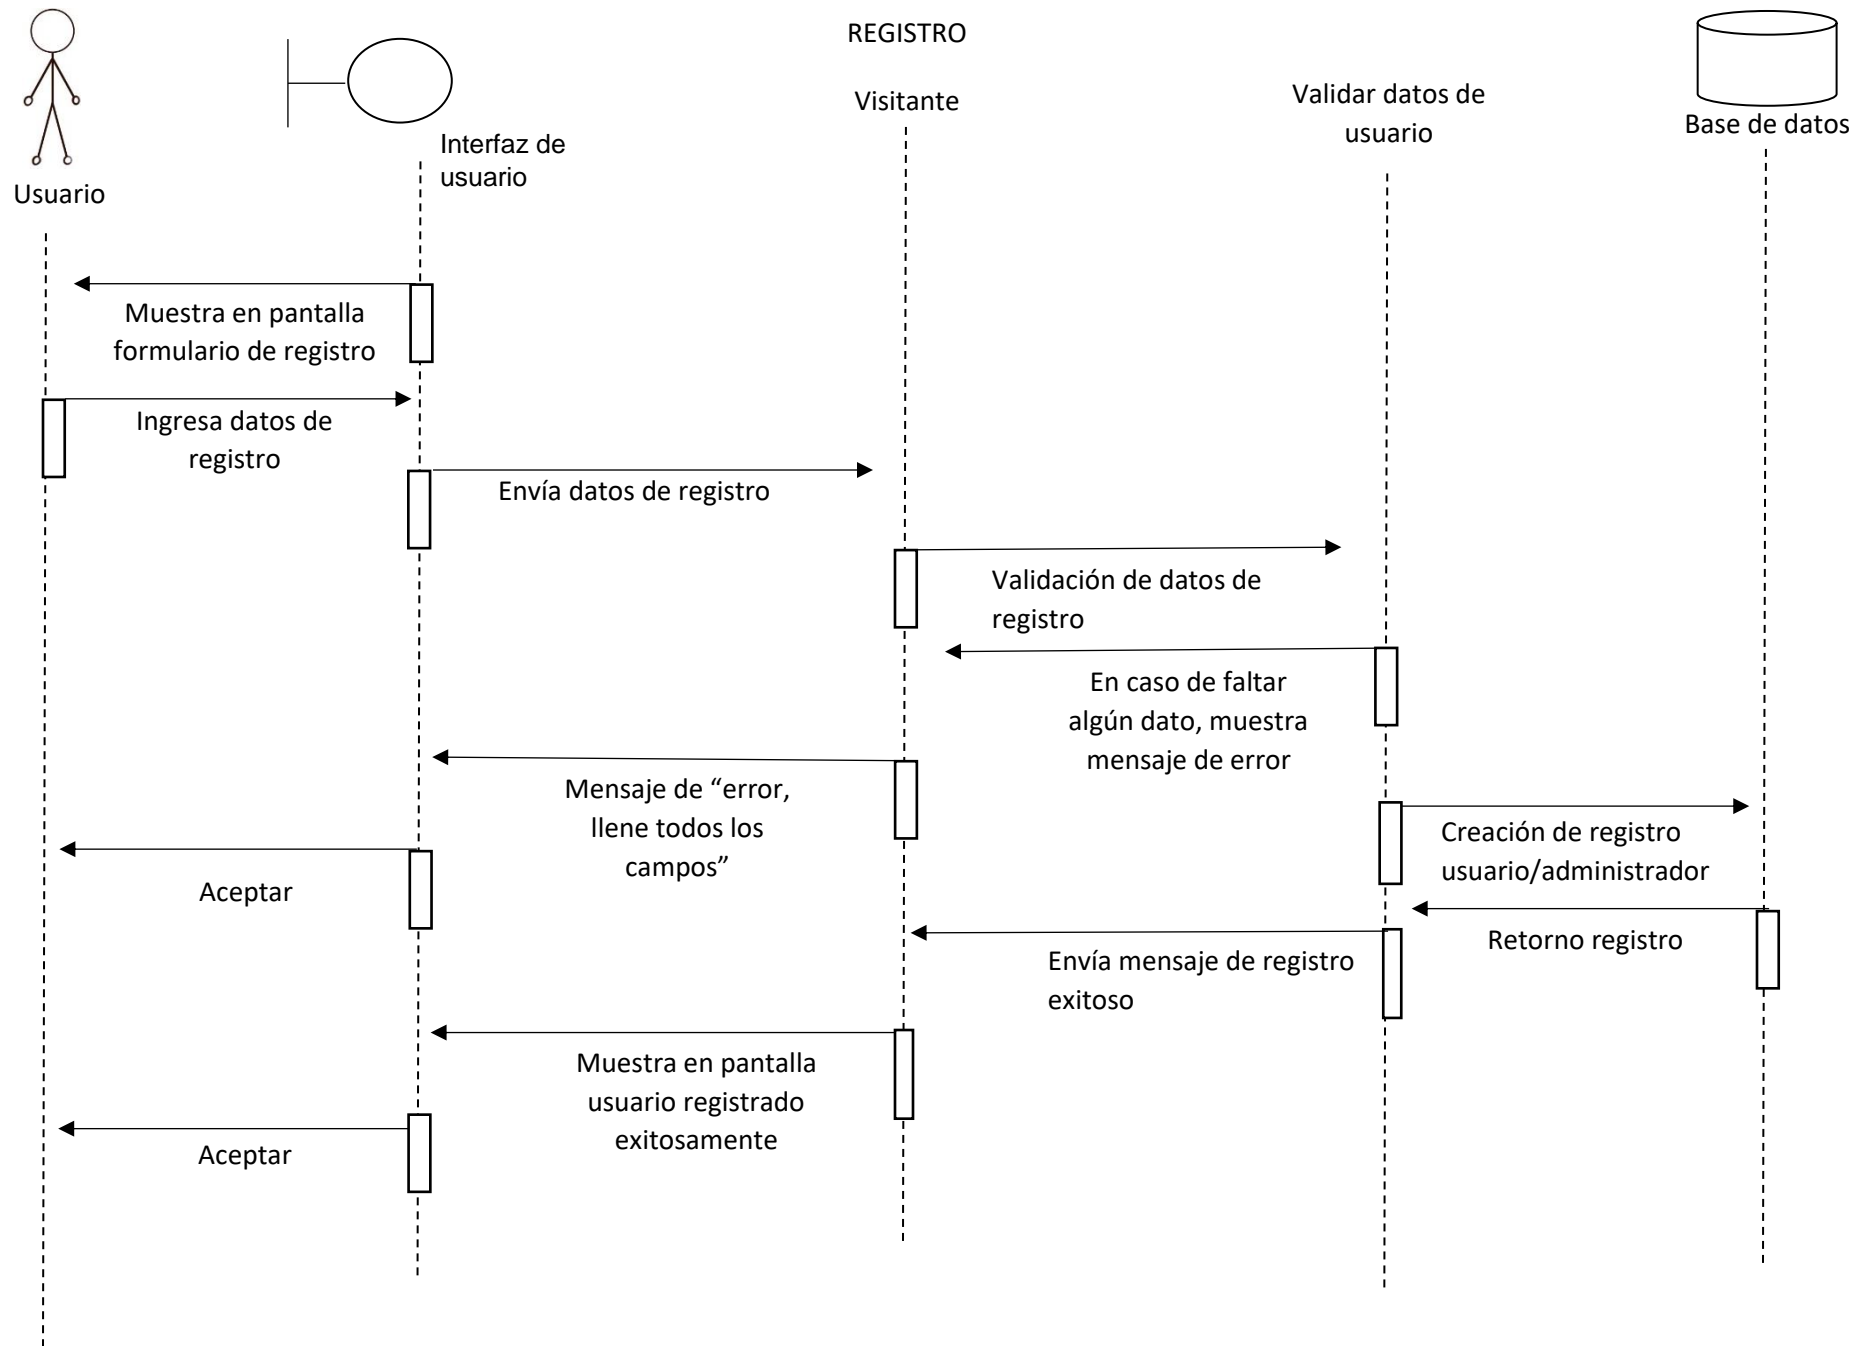 REGISTRO
Visitante
Validar datos de
usuario
Base de datos
Interfaz de
usuario
Usuario
Muestra en pantalla
formulario de registro
Ingresa datos de
registro
Envía datos de registro
Validación de datos de
registro
En caso de faltar
algún dato, muestra
mensaje de error
Mensaje de “error,
llene todos los
campos”
Creación de registro
usuario/administrador
Aceptar
Retorno registro
Envía mensaje de registro
exitoso
Muestra en pantalla
usuario registrado
exitosamente
Aceptar